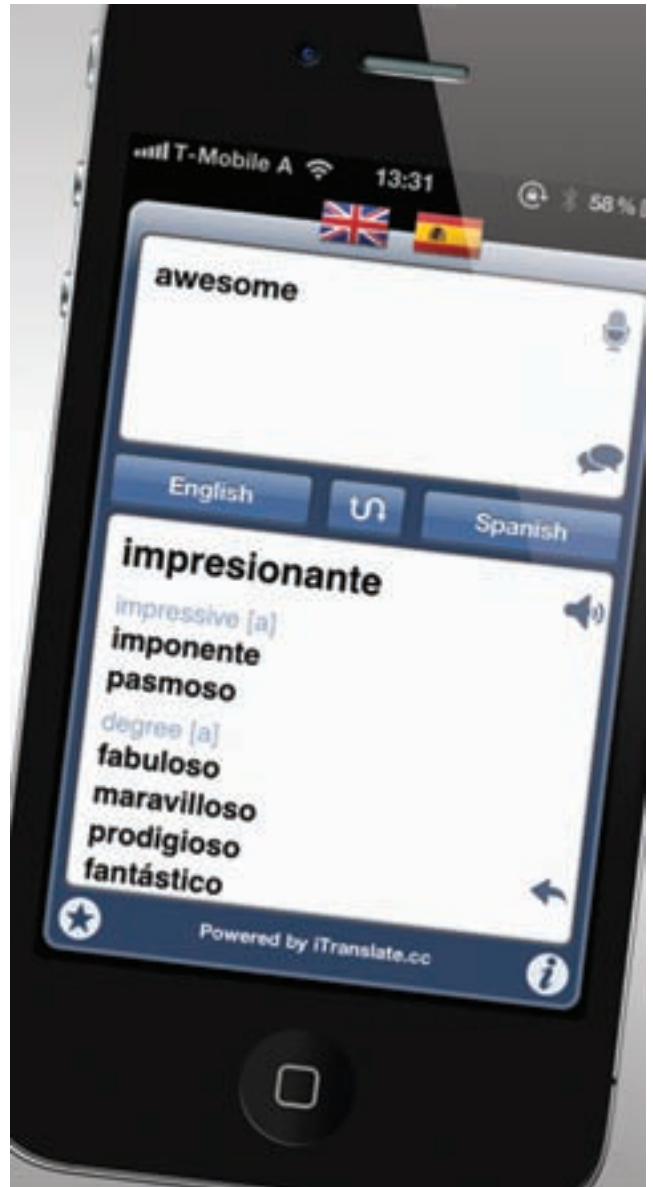 T-Mobile A 13:31 58 %
awesome
English Spanish
impresionante
impressive [a]
imponente
pasmoso
degree [a]
fabuloso
maravilloso
prodigioso
fantástico
Powered by iTranslate.cc
i